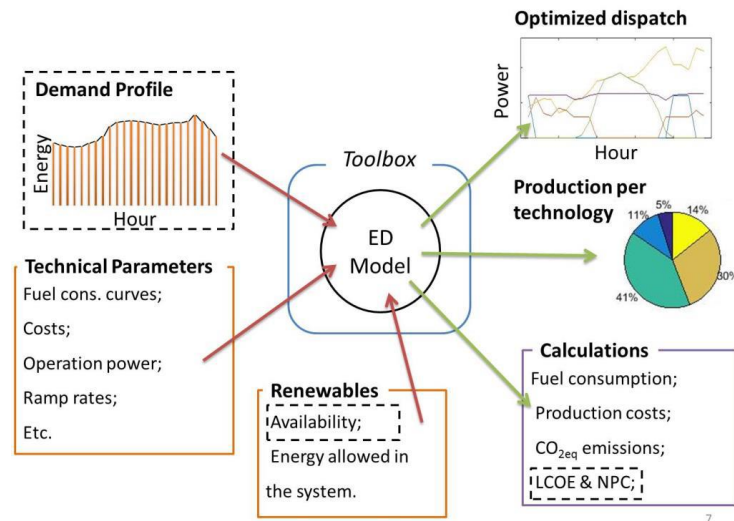 Optimized dispatch
Power
Hour
Demand Profile
Energy
Hour
Toolbox
ED
Model
Production per
technology
5%
14%
11%
30%
41%
Technical Parameters
Fuel cons. curves;
Costs;
Operation power;
Ramp rates;
Etc.
Renewables
Availability;
Energy allowed in
the system.
Calculations
Fuel consumption;
Production costs;
CO2eq emissions;
LCOE & NPC;
7